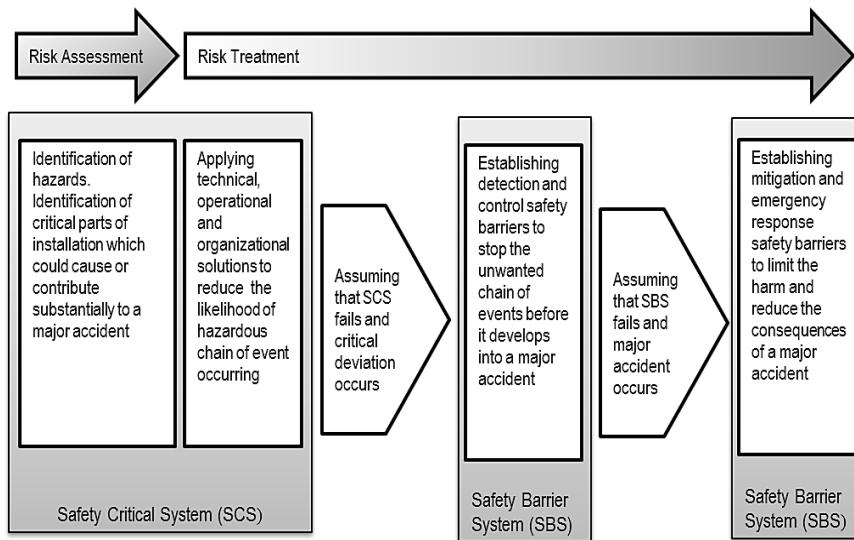 Risk Assessment
Risk Treatment
Identification of
hazards.
Identification of
critical parts of
installation which
could cause or
contribute
substantially to a
major accident
Applying
technical,
operational
and
organizational
solutions to
reduce the
likelihood of
hazardous
chain of event
occurring
Safety Critical System (SCS)
Assuming
that SCS
fails and
critical
deviation
occurs
Establishing
detection and
control safety
barriers to
stop the
unwanted
chain of
events before
it develops
into a major
accident
Safety Barrier
System (SBS)
Assuming
that SBS
fails and
major
accident
occurs
Establishing
mitigation and
emergency
response
safety barriers
to limit the
harm and
reduce the
consequences
of a major
accident
Safety Barrier
System (SBS)